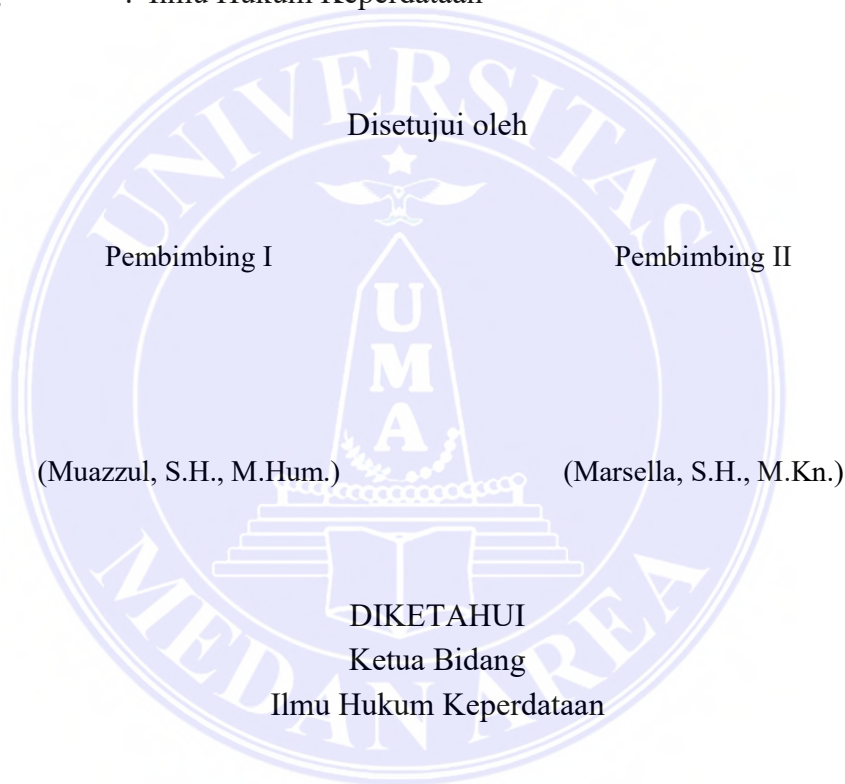 : Ilmu Hukum Keperdataan
UNIVERSITAS
Disetujui oleh
Pembimbing I Pembimbing II
U
M
A
(Muazzul, S.H., M.Hum.) (Marsella, S.H., M.Kn.)
MEDAN AREA
DIKETAHUI
Ketua Bidang
Ilmu Hukum Keperdataan